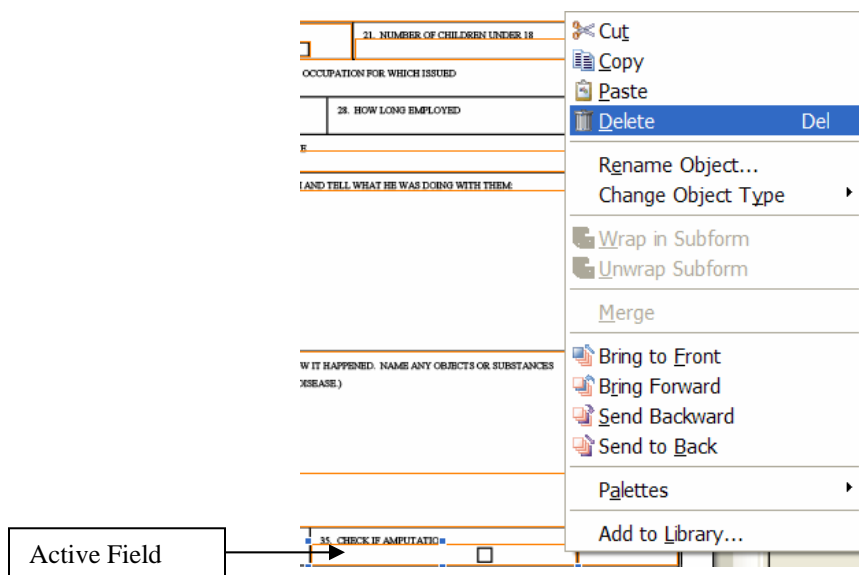 21. NUMBER OF CHILDREN UNDER 18
OCCUPATION FOR WHICH ISSUED
28. HOW LONG EMPLOYED
E
AND TELL WHAT HE WAS DOING WITH THEM:
W IT HAPPENED. NAME ANY OBJECTS OR SUBSTANCES
DISEASE.)
35. CHECK IF AMPUTATIO
Active Field
Cut
Copy
Paste
Delete Del
Rename Object...
Change Object Type
Wrap in Subform
Unwrap Subform
Merge
Bring to Front
Bring Forward
Send Backward
Send to Back
Palettes
Add to Library...